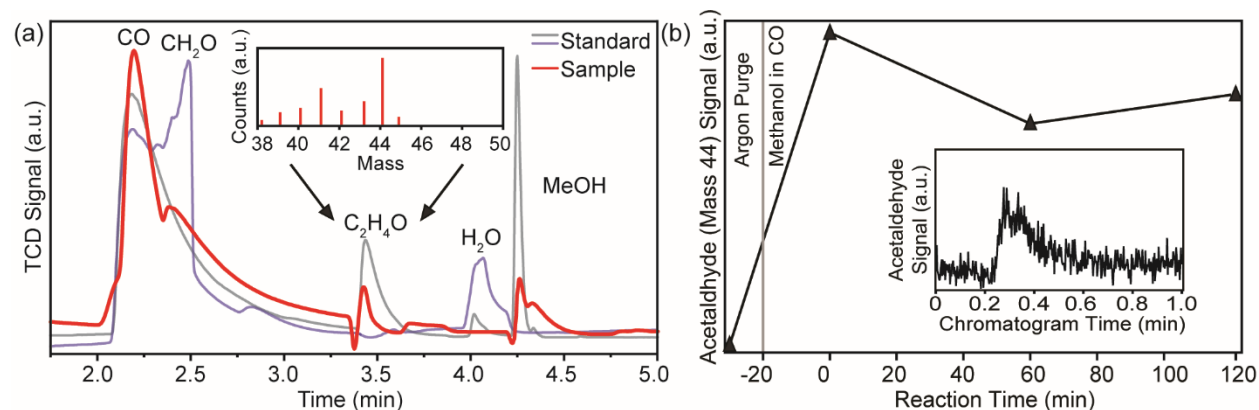 (a)
CO
CH2O
Standard
Sample
Counts (a.u.)
38 40 42 44 46 48 50
Mass
C2H4O
H2O
MeOH
TCD Signal (a.u.)
2.0 2.5 3.0 3.5 4.0 4.5 5.0
Time (min)
(b)
Acetaldhyde (Mass 44) Signal (a.u.)
Argon Purge
Methanol in CO
Acetaldehyde
Signal (a.u.)
0 0.2 0.4 0.6 0.8 1.0
Chromatogram Time (min)
-20 0 20 40 60 80 100 120
Reaction Time (min)